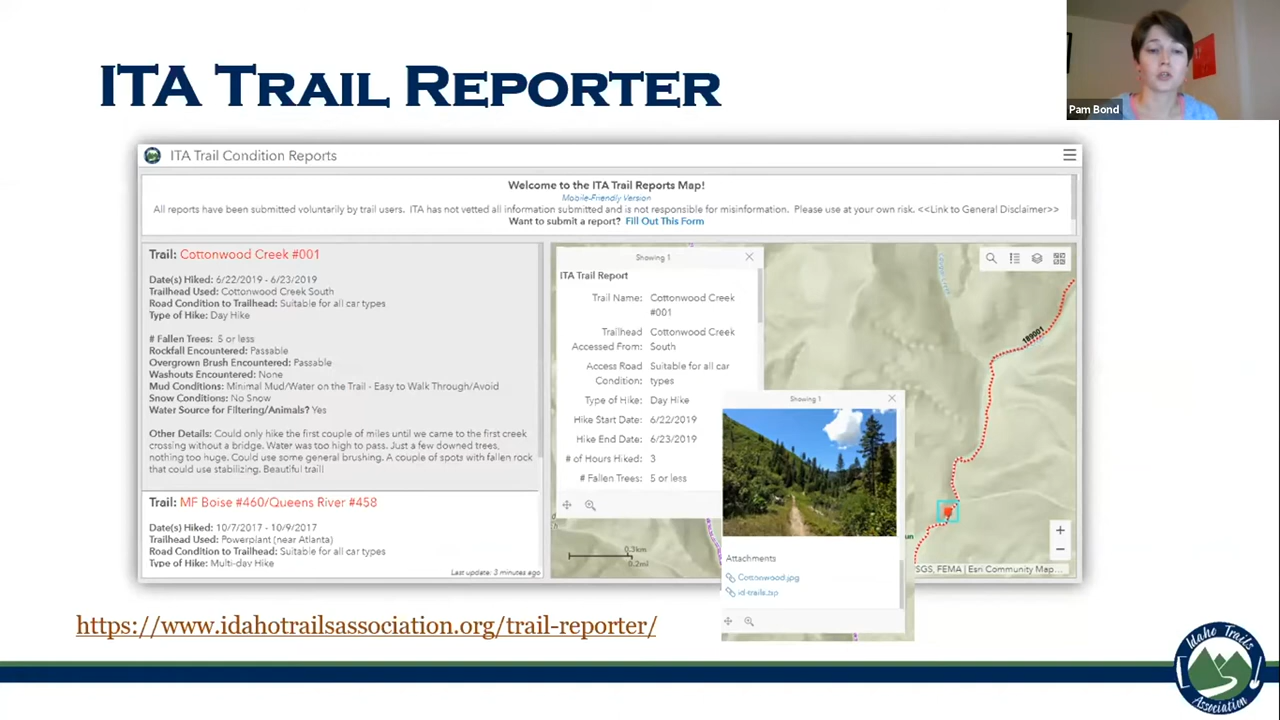 ITA TRAIL REPORTER
Pam Bond
ITA Trail Condition Reports
Welcome to the ITA Trail Reports Map!
Mobile-Friendly Version
All reports have been submitted voluntarily by trail users. ITA has not vetted all information submitted and is not responsible for misinformation. Please use at your own risk. <<Link to General Disclaimer>>
Want to submit a report? Fill Out This Form
Trail: Cottonwood Creek #001
Date(s) Hiked: 6/22/2019 - 6/23/2019
Trailhead Used: Cottonwood Creek South
Road Condition to Trailhead: Suitable for all car types
Type of Hike: Day Hike
# Fallen Trees: 5 or less
Rockfall Encountered: Passable
Overgrown Brush Encountered: Passable
Washouts Encountered: None
Mud Conditions: Minimal Mud/Water on the Trail - Easy to Walk Through/Avoid
Snow Conditions: No Snow
Water Source for Filtering/Animals? Yes
Other Details: Could only hike the first couple of miles until we came to the first creek
crossing without a bridge. Water was too high to pass. Just a few downed trees,
nothing too huge. Could use some general brushing. A couple of spots with fallen rock
that could use stabilizing. Beautiful trail!
Trail: MF Boise #460/Queens River #458
Date(s) Hiked: 10/7/2017 - 10/9/2017
Trailhead Used: Powerplant (near Atlanta)
Road Condition to Trailhead: Suitable for all car types
Type of Hike: Multi-day Hike
Last update: 3 minutes ago
Showing 1
ITA Trail Report
Trail Name: Cottonwood Creek
#001
Trailhead Cottonwood Creek
Accessed From: South
Access Road Suitable for all car
Condition: types
Type of Hike: Day Hike
Hike Start Date: 6/22/2019
Hike End Date: 6/23/2019
# of Hours Hiked: 3
# Fallen Trees: 5 or less
0.3km
0.2mi
189001
Showing 1
Attachments
Cottonwood.jpg
id-trails.zip
SGS, FEMA | Esri Community Map...
https://www.idahotrailsassociation.org/trail-reporter/
Idaho Trails
Association